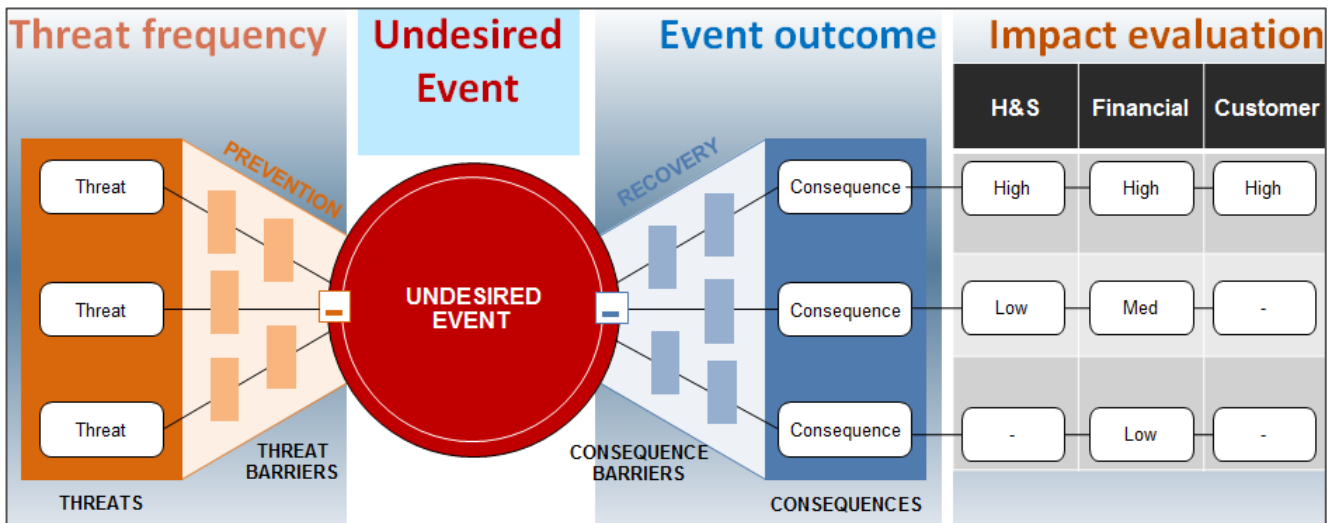 Threat frequency
Undesired
Event
Event outcome
Impact evaluation
H&S
Financial
Customer
PREVENTION
RECOVERY
Threat
Threat
Threat
UNDESIRED
EVENT
Consequence
High
High
High
Consequence
Low
Med
-
Consequence
-
Low
-
THREAT
BARRIERS
THREATS
CONSEQUENCE
BARRIERS
CONSEQUENCES